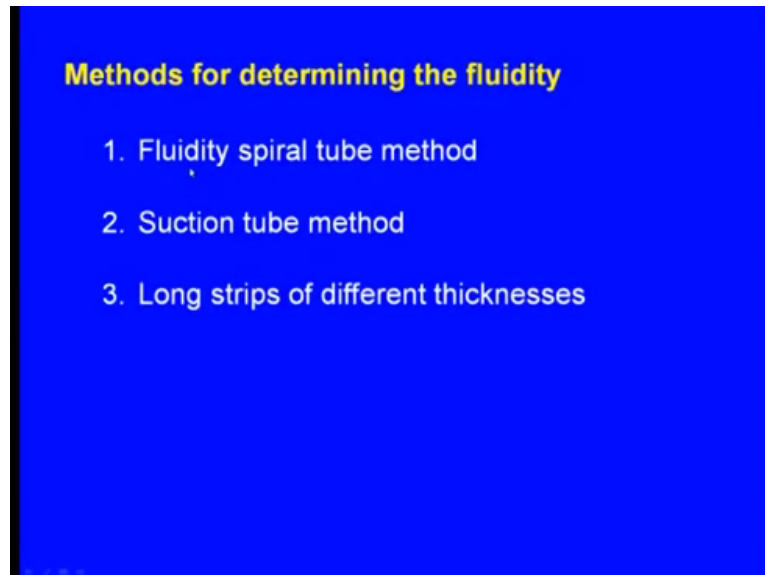 Methods for determining the fluidity
1. Fluidity spiral tube method
2. Suction tube method
3. Long strips of different thicknesses